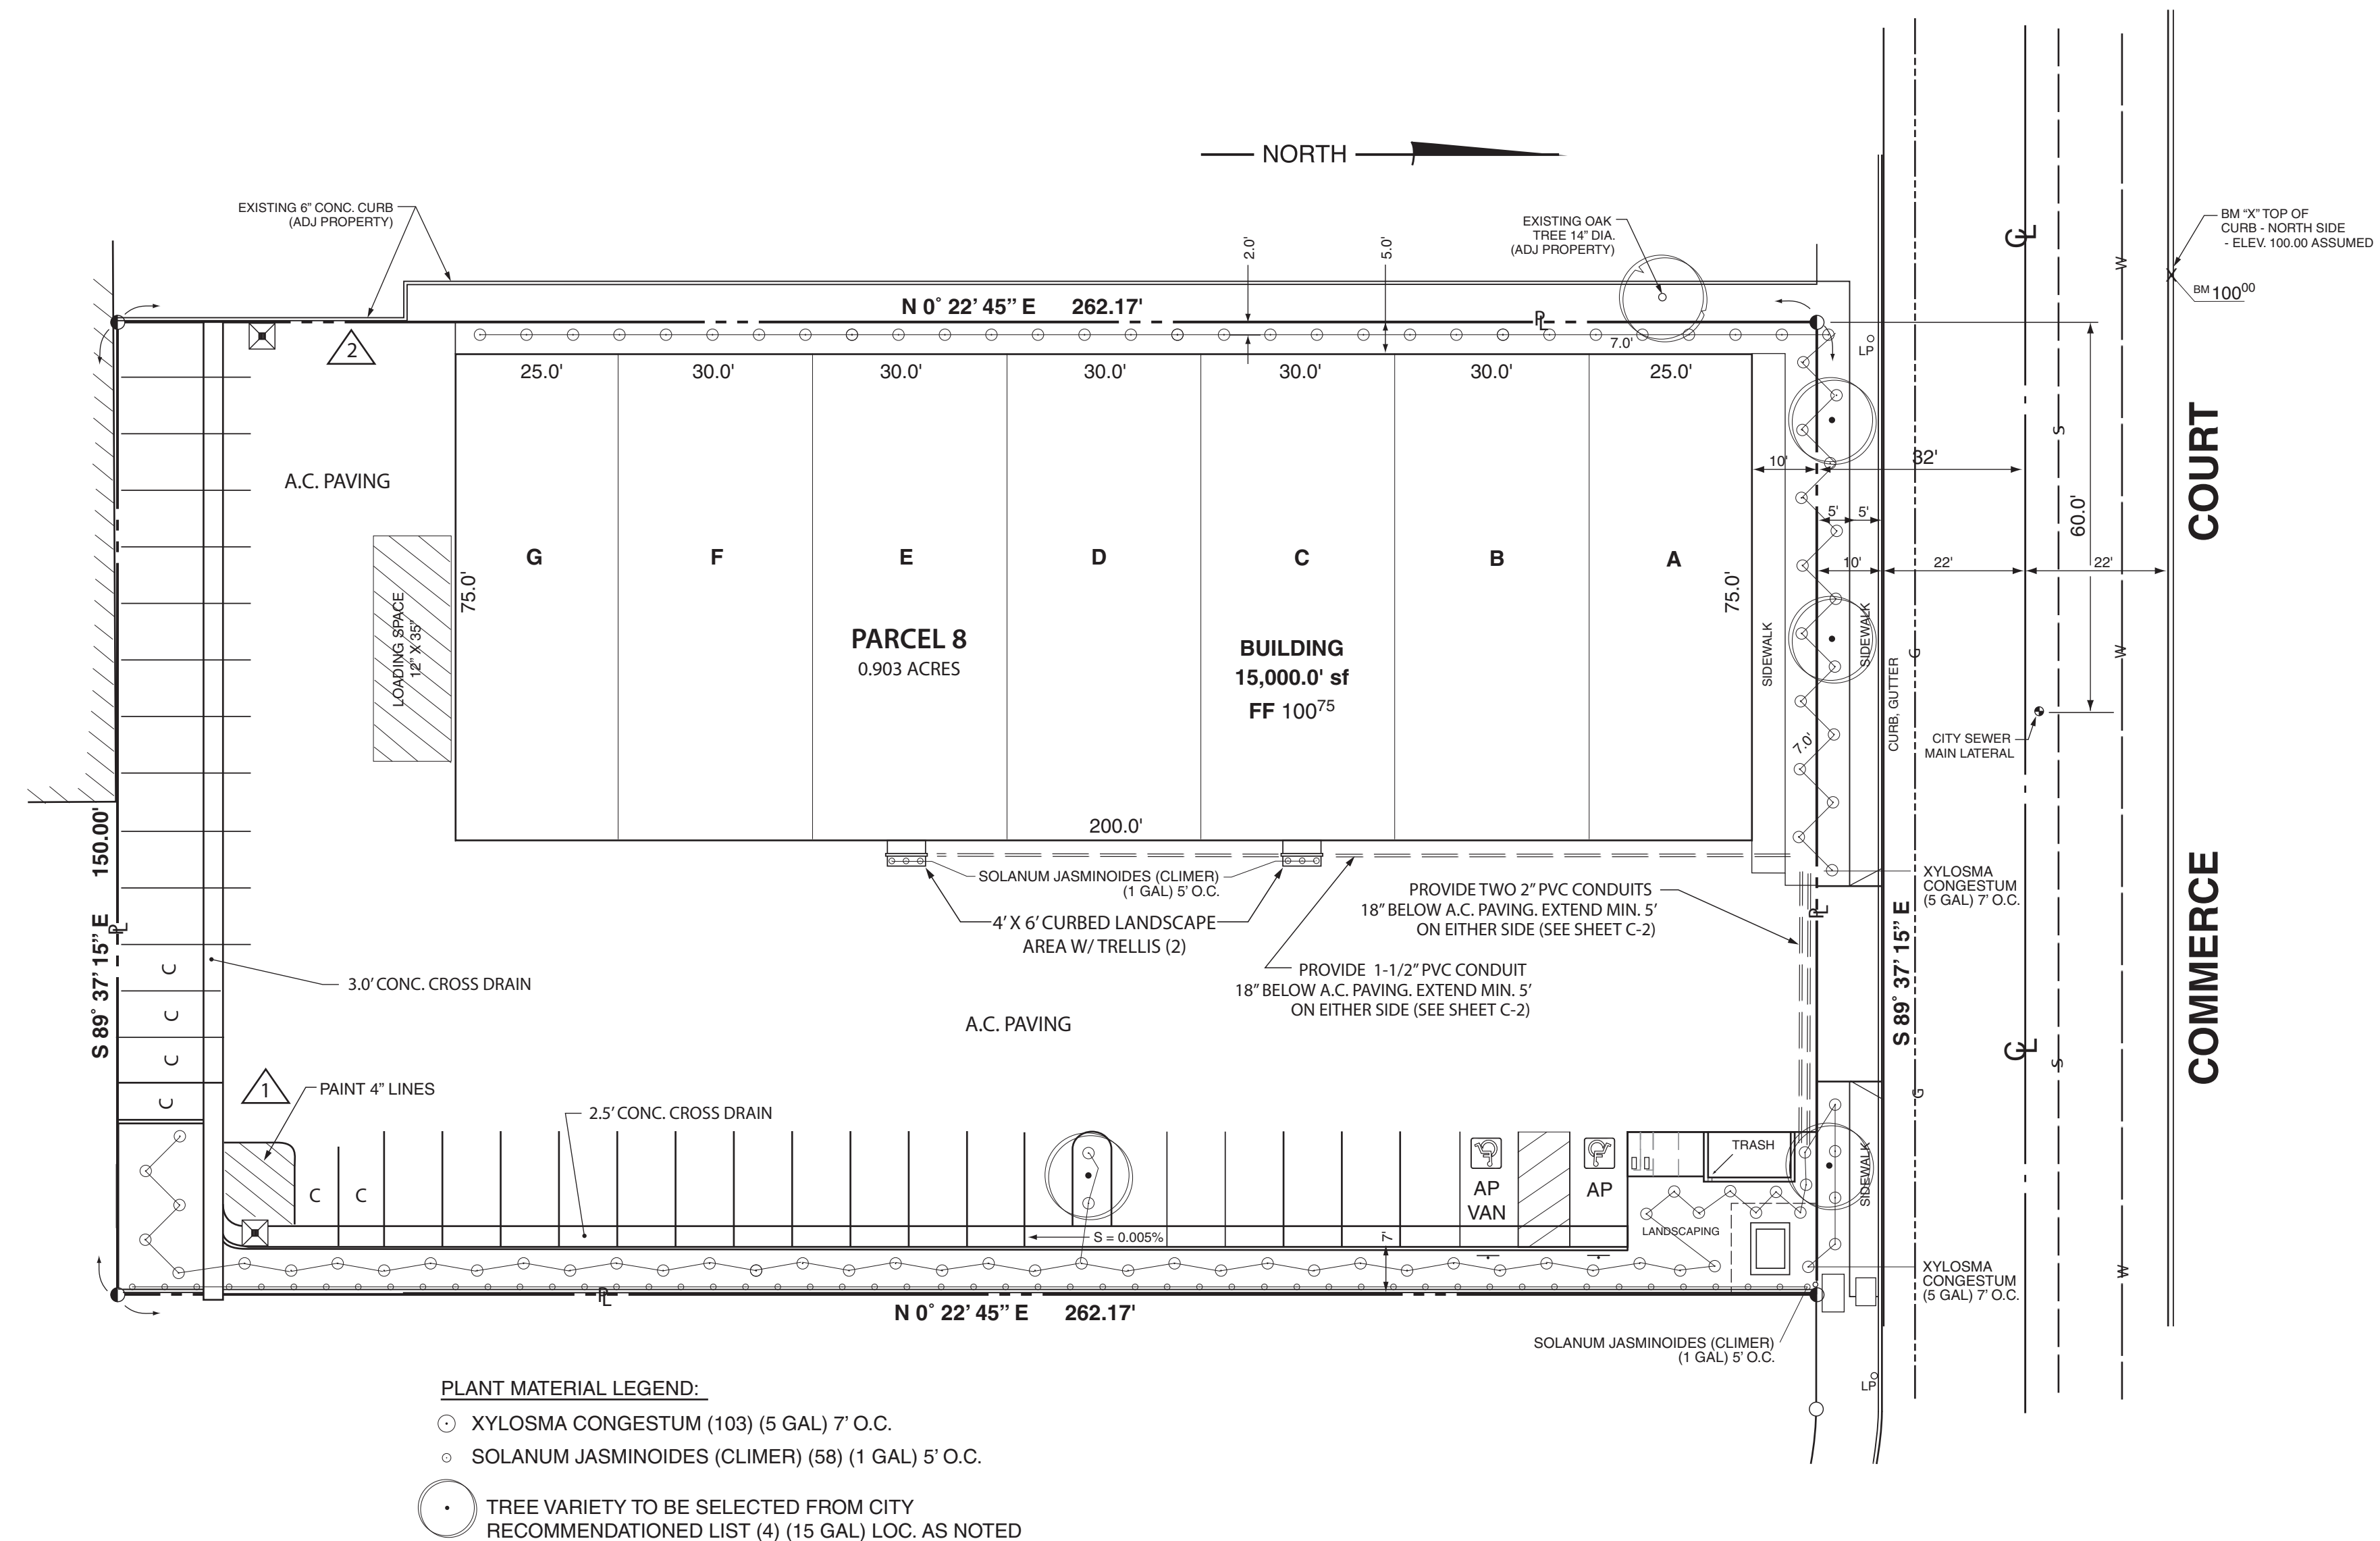 NORTH
EXISTING 6” CONC. CURB
(ADJ PROPERTY)
EXISTING OAK
TREE 14” DIA.
(ADJ PROPERTY)
2.0'
5.0'
BM “X” TOP OF
CURB - NORTH SIDE
- ELEV. 100.00 ASSUMED
BM 10000
CL
W
N 0° 22’ 45” E 262.17'
PL
2
7.0'
LP
25.0'
30.0'
30.0'
30.0'
30.0'
30.0'
25.0'
A.C. PAVING
10'
32'
S
COURT
60.0'
5'
5'
G
F
E
D
C
B
A
10'
22'
22'
LOADING SPACE
12” X 35”
75.0'
75.0'
PARCEL 8
0.903 ACRES
BUILDING
15,000.0' sf
FF 10075
SIDEWALK
SIDEWALK
CURB, GUTTER
G
W
7.0'
CITY SEWER
MAIN LATERAL
200.0'
S 89° 37’ 15” E 150.00'
PL
SOLANUM JASMINOIDES (CLIMER)
(1 GAL) 5’ O.C.
4’ X 6’ CURBED LANDSCAPE
AREA W/ TRELLIS (2)
PROVIDE TWO 2” PVC CONDUITS
18” BELOW A.C. PAVING. EXTEND MIN. 5’
ON EITHER SIDE (SEE SHEET C-2)
PROVIDE 1-1/2” PVC CONDUIT
18” BELOW A.C. PAVING. EXTEND MIN. 5’
ON EITHER SIDE (SEE SHEET C-2)
XYLOSMA
CONGESTUM
(5 GAL) 7’ O.C.
PL
S 89° 37’ 15” E
COMMERCE
C
C
C
C
3.0’ CONC. CROSS DRAIN
A.C. PAVING
CL
S
G
1
PAINT 4” LINES
2.5’ CONC. CROSS DRAIN
C
C
AP
VAN
AP
TRASH
SIDEWALK
LANDSCAPING
S = 0.005%
7'
W
XYLOSMA
CONGESTUM
(5 GAL) 7’ O.C.
PL
N 0° 22’ 45” E 262.17'
SOLANUM JASMINOIDES (CLIMER)
(1 GAL) 5’ O.C.
LP
PLANT MATERIAL LEGEND:
XYLOSMA CONGESTUM (103) (5 GAL) 7’ O.C.
SOLANUM JASMINOIDES (CLIMER) (58) (1 GAL) 5’ O.C.
TREE VARIETY TO BE SELECTED FROM CITY
RECOMMENDATIONED LIST (4) (15 GAL) LOC. AS NOTED